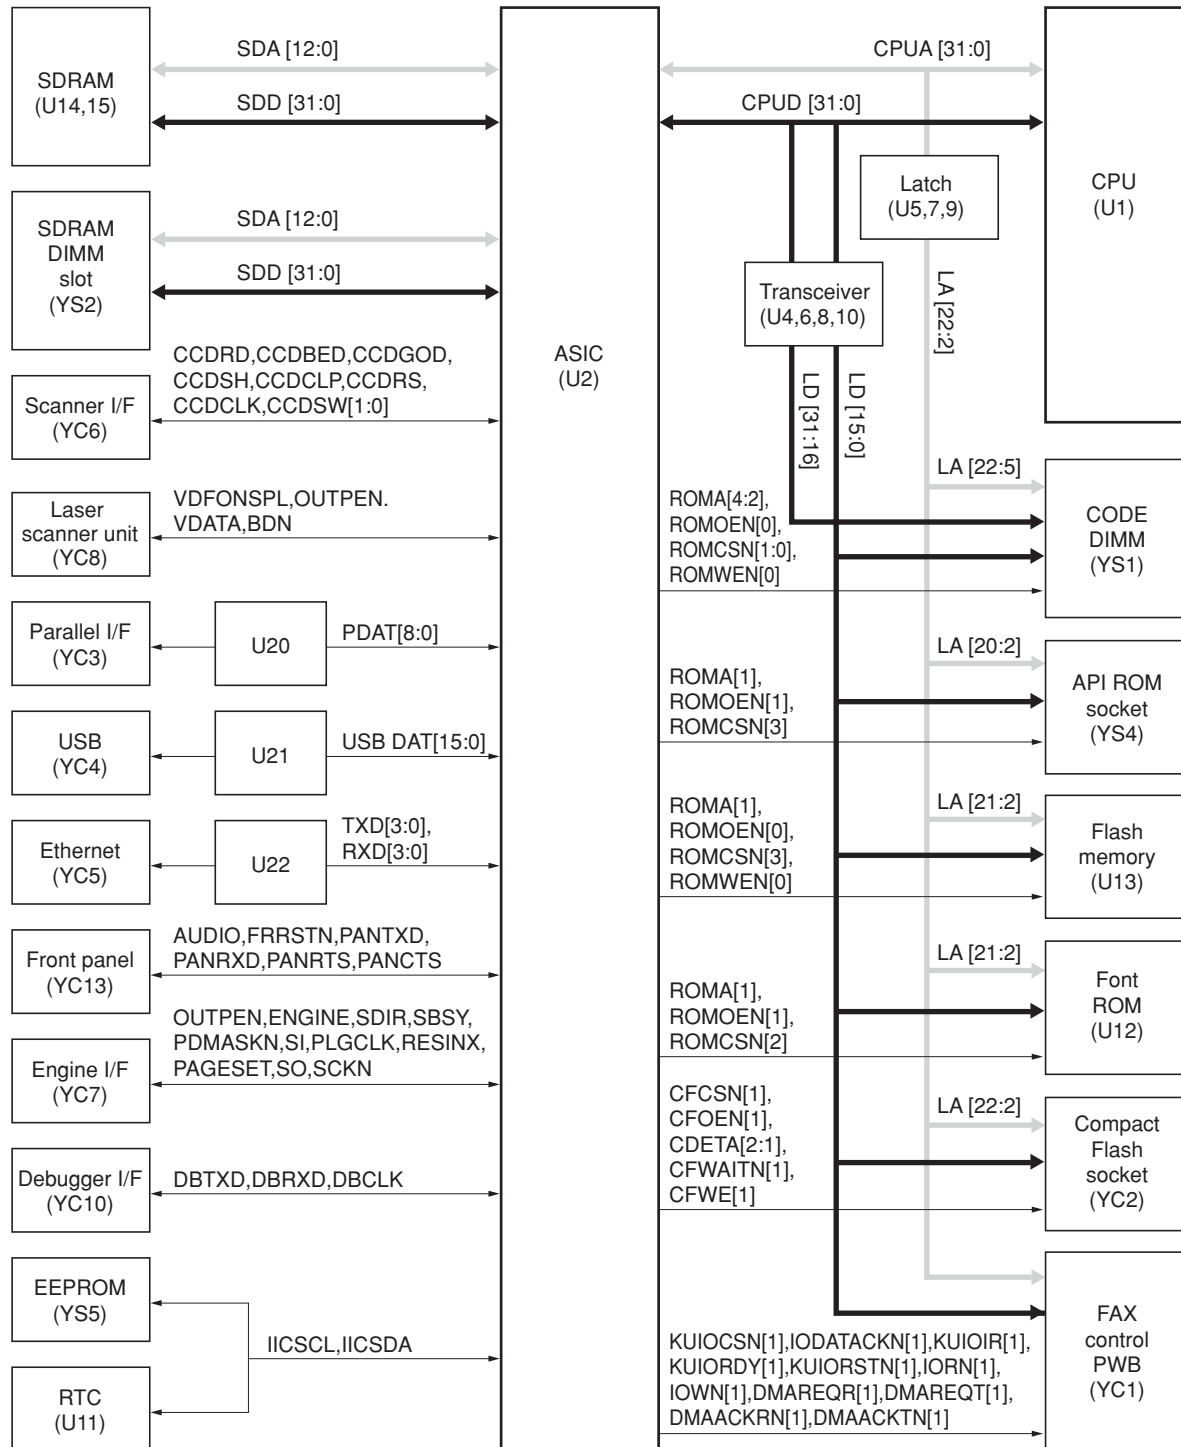 SDRAM
(U14,15)
SDA [12:0]
SDD [31:0]
SDRAM
DIMM
slot
(YS2)
SDA [12:0]
SDD [31:0]
Scanner I/F
(YC6)
CCDRD,CCDBED,CCDGOD,
CCDSH,CCDCLP,CCDRS,
CCDCLK,CCDSW[1:0]
Laser
scanner unit
(YC8)
VDFONSPL,OUTPEN.
VDATA,BDN
Parallel I/F
(YC3)
U20
PDAT[8:0]
USB
(YC4)
U21
USB DAT[15:0]
Ethernet
(YC5)
U22
TXD[3:0],
RXD[3:0]
Front panel
(YC13)
AUDIO,FRRSTN,PANTXD,
PANRXD,PANRTS,PANCTS
Engine I/F
(YC7)
OUTPEN,ENGINE,SDIR,SBSY,
PDMASKN,SI,PLGCLK,RESINX,
PAGESET,SO,SCKN
Debugger I/F
(YC10)
DBTXD,DBRXD,DBCLK
EEPROM
(YS5)
IICSCL,IICSDA
RTC
(U11)
ASIC
(U2)
CPUA [31:0]
CPUD [31:0]
Latch
(U5,7,9)
Transceiver
(U4,6,8,10)
LA [22:2]
LD [31:16]
LD [15:0]
CPU
(U1)
LA [22:5]
ROMA[4:2],
ROMOEN[0],
ROMCSN[1:0],
ROMWEN[0]
CODE
DIMM
(YS1)
LA [20:2]
ROMA[1],
ROMOEN[1],
ROMCSN[3]
API ROM
socket
(YS4)
LA [21:2]
ROMA[1],
ROMOEN[0],
ROMCSN[3],
ROMWEN[0]
Flash
memory
(U13)
LA [21:2]
ROMA[1],
ROMOEN[1],
ROMCSN[2]
Font
ROM
(U12)
LA [22:2]
CFCSN[1],
CFOEN[1],
CDETA[2:1],
CFWAITN[1],
CFWE[1]
Compact
Flash
socket
(YC2)
KUIOCSN[1],IODATACKN[1],KUIOIR[1],
KUIORDY[1],KUIORSTN[1],IORN[1],
IOWN[1],DMAREQR[1],DMAREQT[1],
DMAACKRN[1],DMAACKTN[1]
FAX
control
PWB
(YC1)